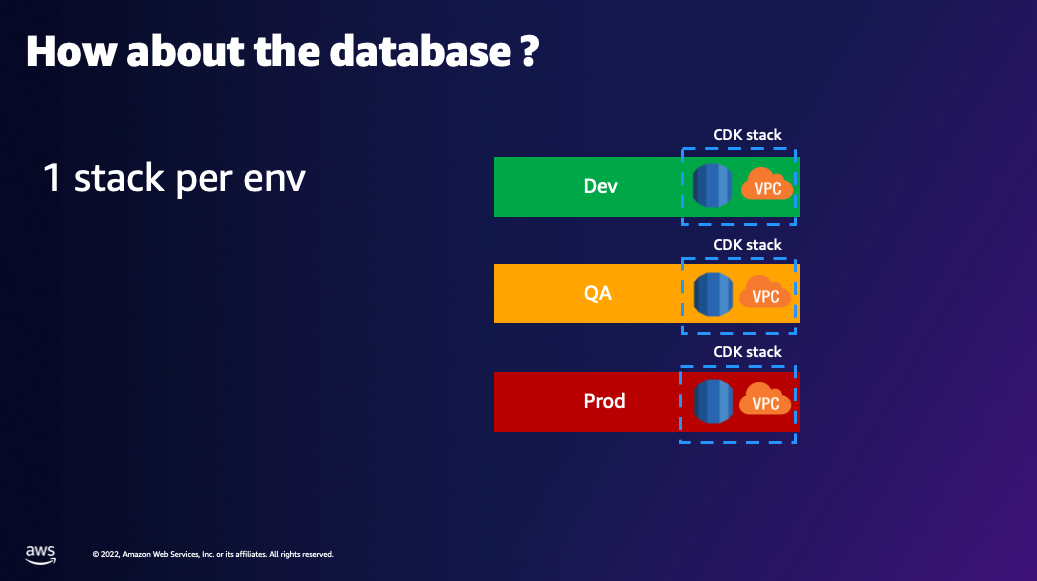 How about the database ?
1 stack per env
CDK stack
Dev
VPC
CDK stack
QA
VPC
CDK stack
Prod
VPC
aws
© 2022, Amazon Web Services, Inc. or its affiliates. All rights reserved.